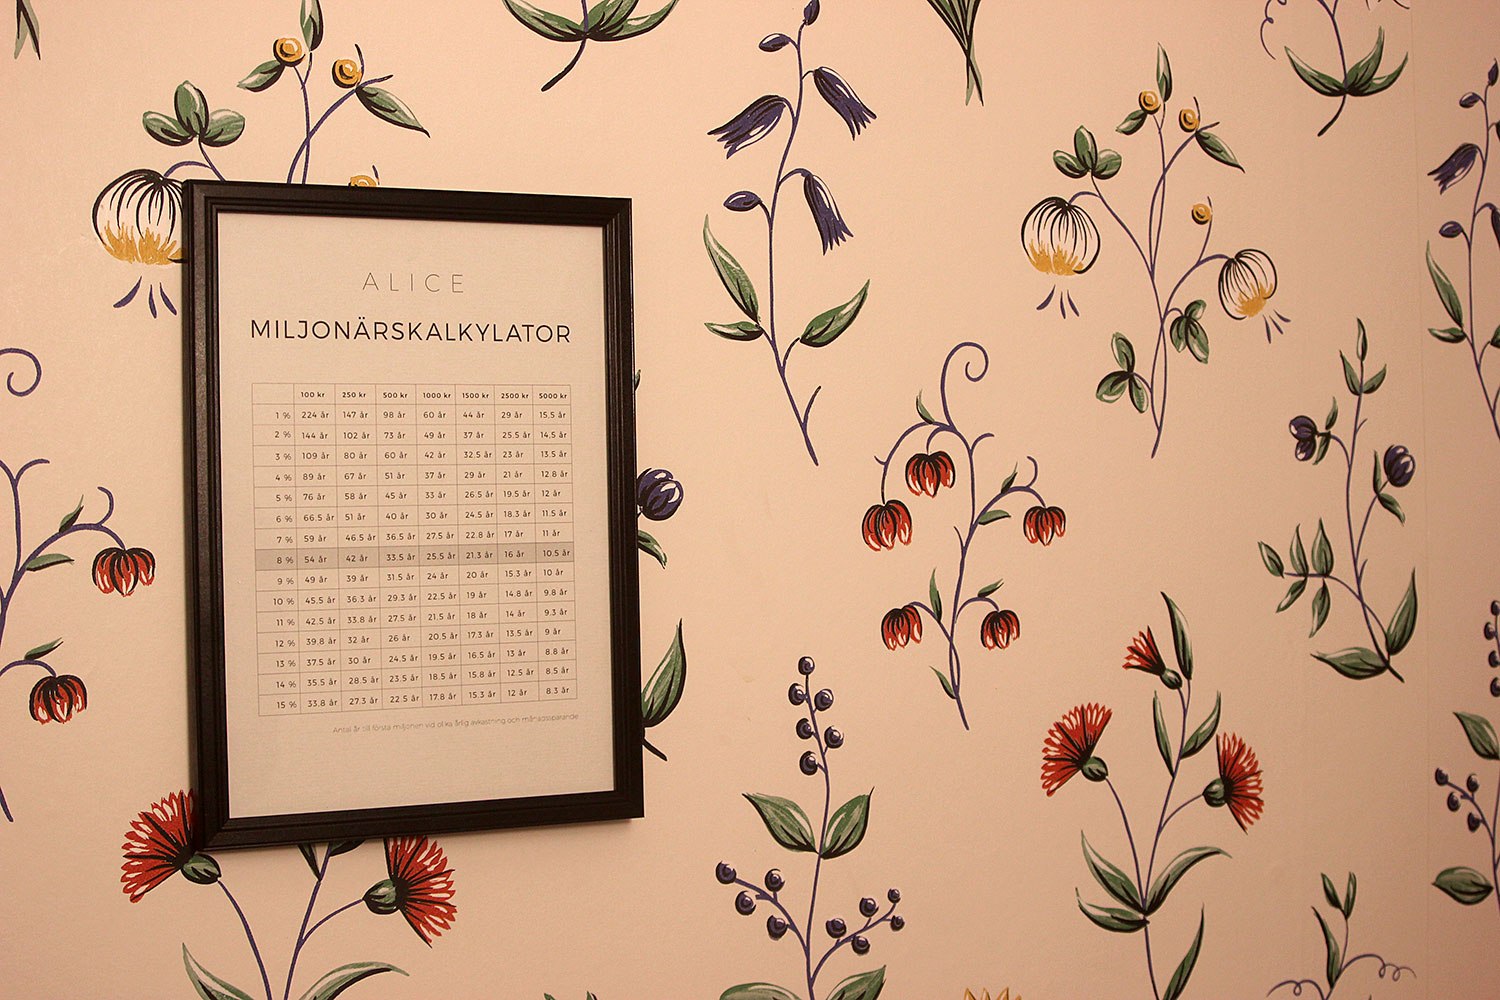 ALICE
MILJONÄRSKALKYLATOR
100 kr 250 kr 500 kr 1000 kr 1500 kr 2500 kr 5000 kr
1 % 224 år 147 år 98 år 60 år 44 år 29 år 15.5 år
2 % 144 år 102 år 73 år 49 år 37 år 25.5 år 14.5 år
3 % 109 år 80 år 60 år 42 år 32.5 år 23 år 13.5 år
4 % 89 år 67 år 51 år 37 år 29 år 21 år 12.8 år
5 % 76 år 58 år 45 år 33 år 26.5 år 19.5 år 12 år
6 % 66.5 år 51 år 40 år 30 år 24.5 år 18.3 år 11.5 år
7 % 59 år 46.5 år 36.5 år 27.5 år 22.8 år 17 år 11 år
8 % 54 år 42 år 33.5 år 25.5 år 21.3 år 16 år 10.5 år
9 % 49 år 39 år 31.5 år 24 år 20 år 15.3 år 10 år
10 % 45.5 år 36.3 år 29.3 år 22.5 år 19 år 14.8 år 9.8 år
11 % 42.5 år 33.8 år 27.5 år 21.5 år 18 år 14 år 9.3 år
12 % 39.8 år 32 år 26 år 20.5 år 17.3 år 13.5 år 9 år
13 % 37.5 år 30 år 24.5 år 19.5 år 16.5 år 13 år 8.8 år
14 % 35.5 år 28.5 år 23.5 år 18.5 år 15.8 år 12.5 år 8.5 år
15 % 33.8 år 27.3 år 22.5 år 17.8 år 15.3 år 12 år 8.3 år
Antal år till första miljonen vid olika årlig avkastning och månadssparande